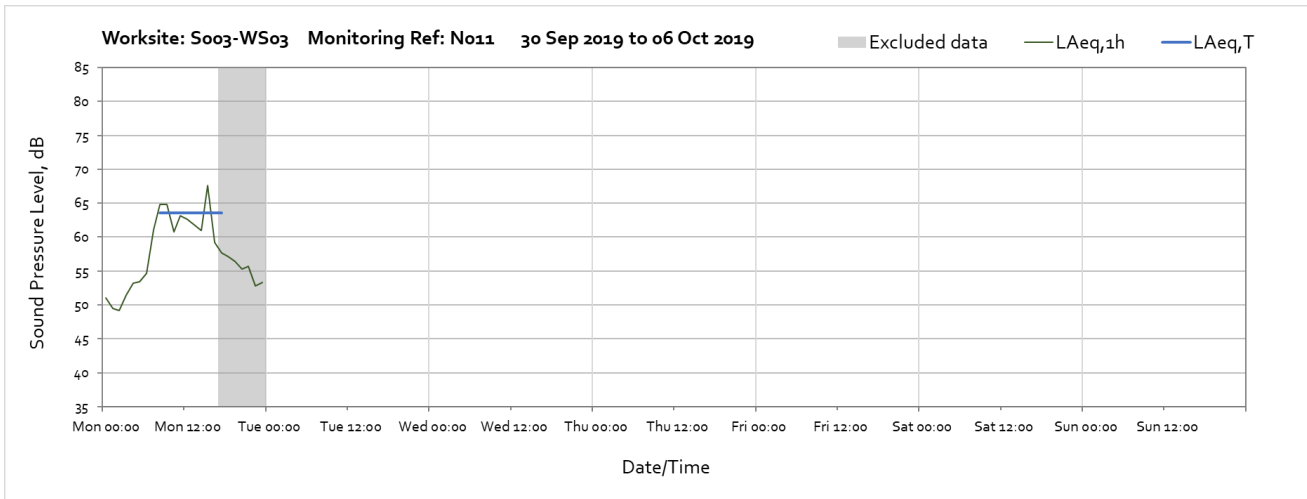 Worksite: S003-WS03 Monitoring Ref: N011 30 Sep 2019 to 06 Oct 2019
Excluded data LAeq,1h LAeq,T
85
80
75
70
65
60
55
50
45
40
35
Sound Pressure Level, dB
Mon 00:00 Mon 12:00 Tue 00:00 Tue 12:00 Wed 00:00 Wed 12:00 Thu 00:00 Thu 12:00 Fri 00:00 Fri 12:00 Sat 00:00 Sat 12:00 Sun 00:00 Sun 12:00
Date/Time